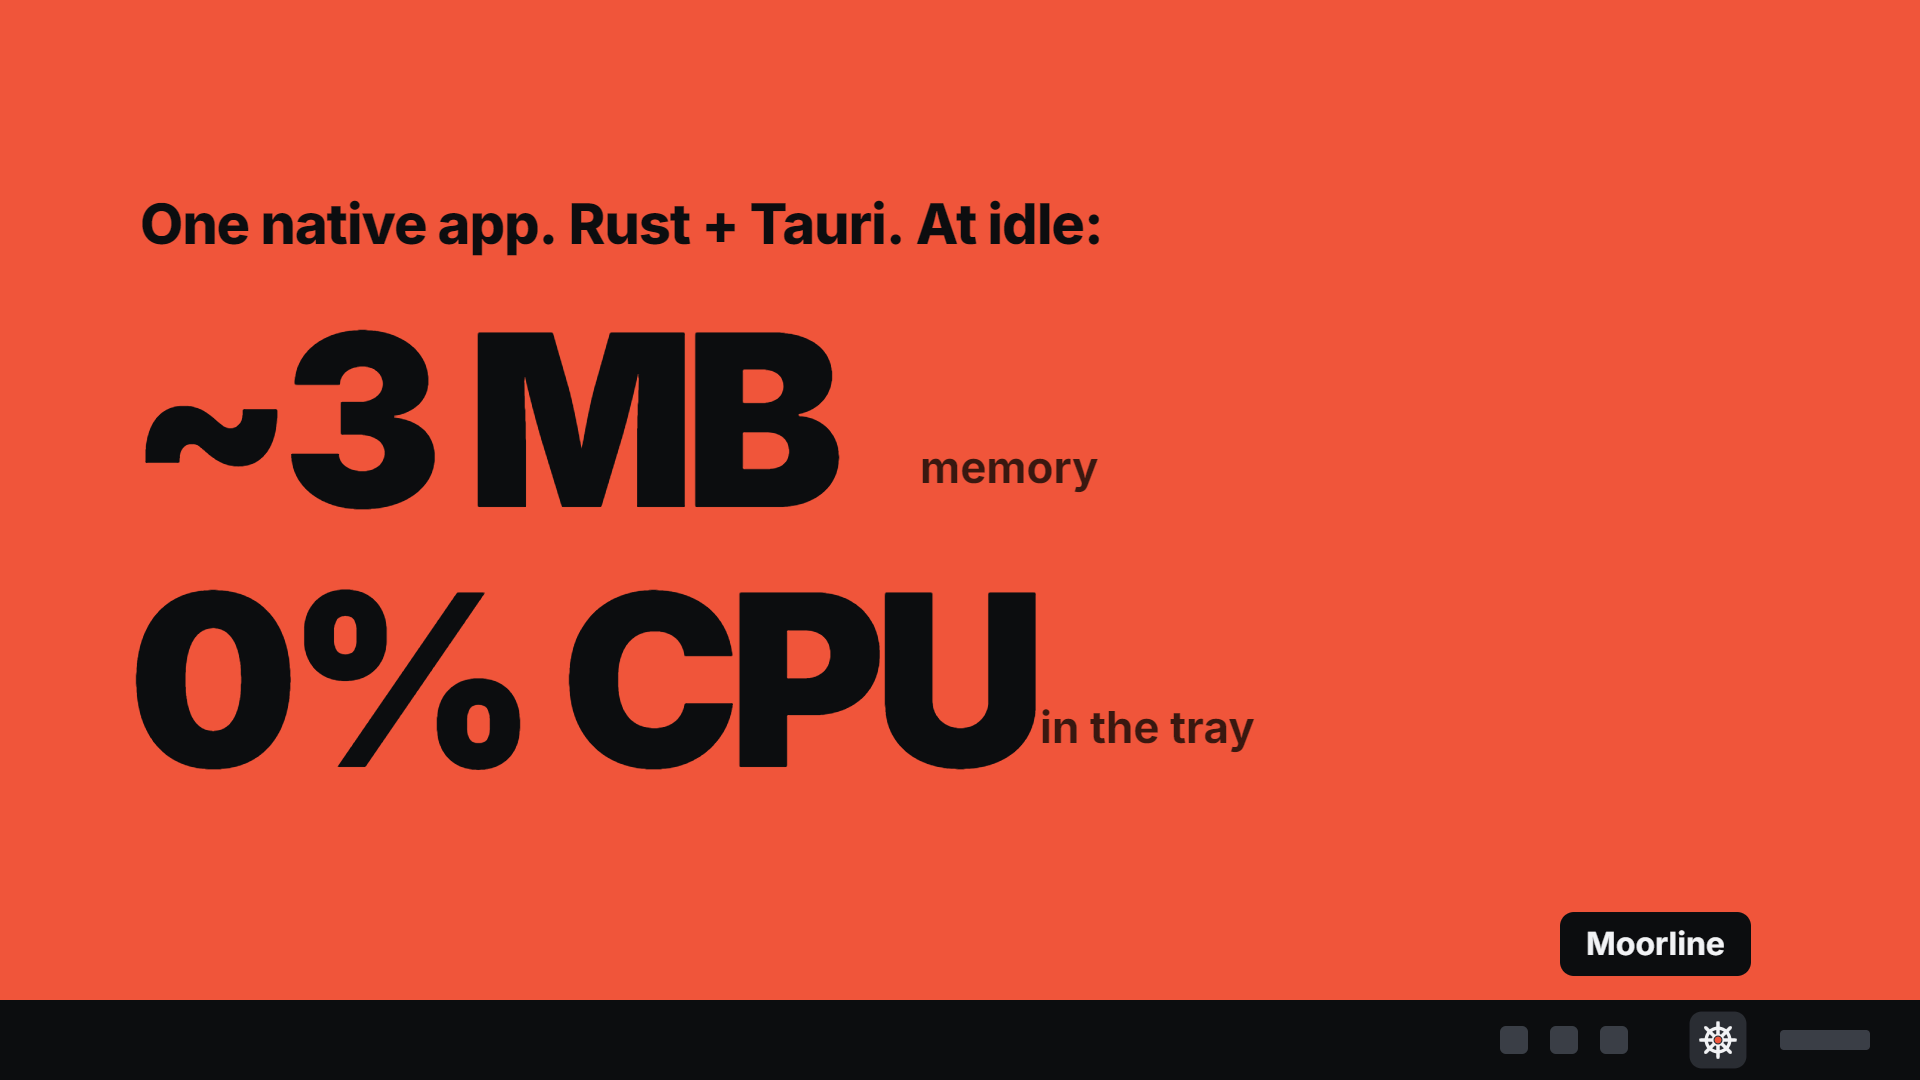 One native app. Rust + Tauri. At idle:
~3 MB memory
0% CPU in the tray
Moorline